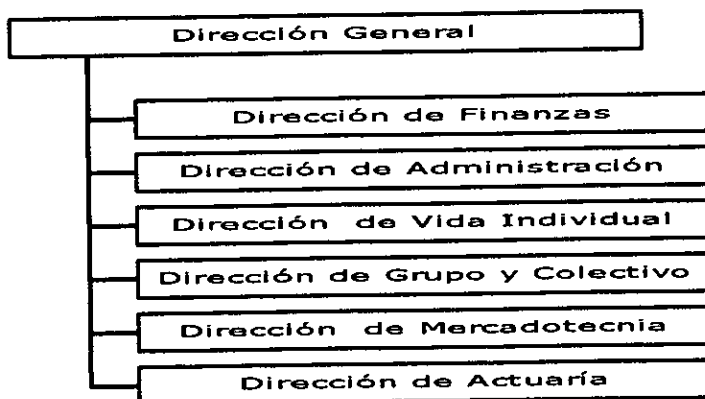 Dirección General
Dirección de Finanzas
Dirección de Administración
Dirección de Vida Individual
Dirección de Grupo y Colectivo
Dirección de Mercadotecnia
Dirección de Actuaría